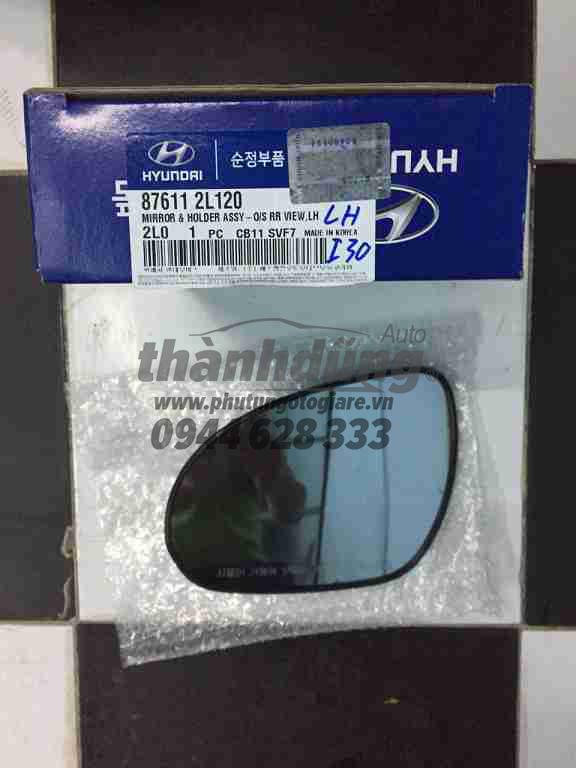 HYUNDAI
순정부품
HYUNDAI
87611 2L120
MIRROR & HOLDER ASSY-O/S RR VIEW,LH
LH
2L0 1 PC CB11 SVF7 MADE IN KOREA
I30
Auto
thànhdũng
www.phutungotogiare.vn
0944 628 333